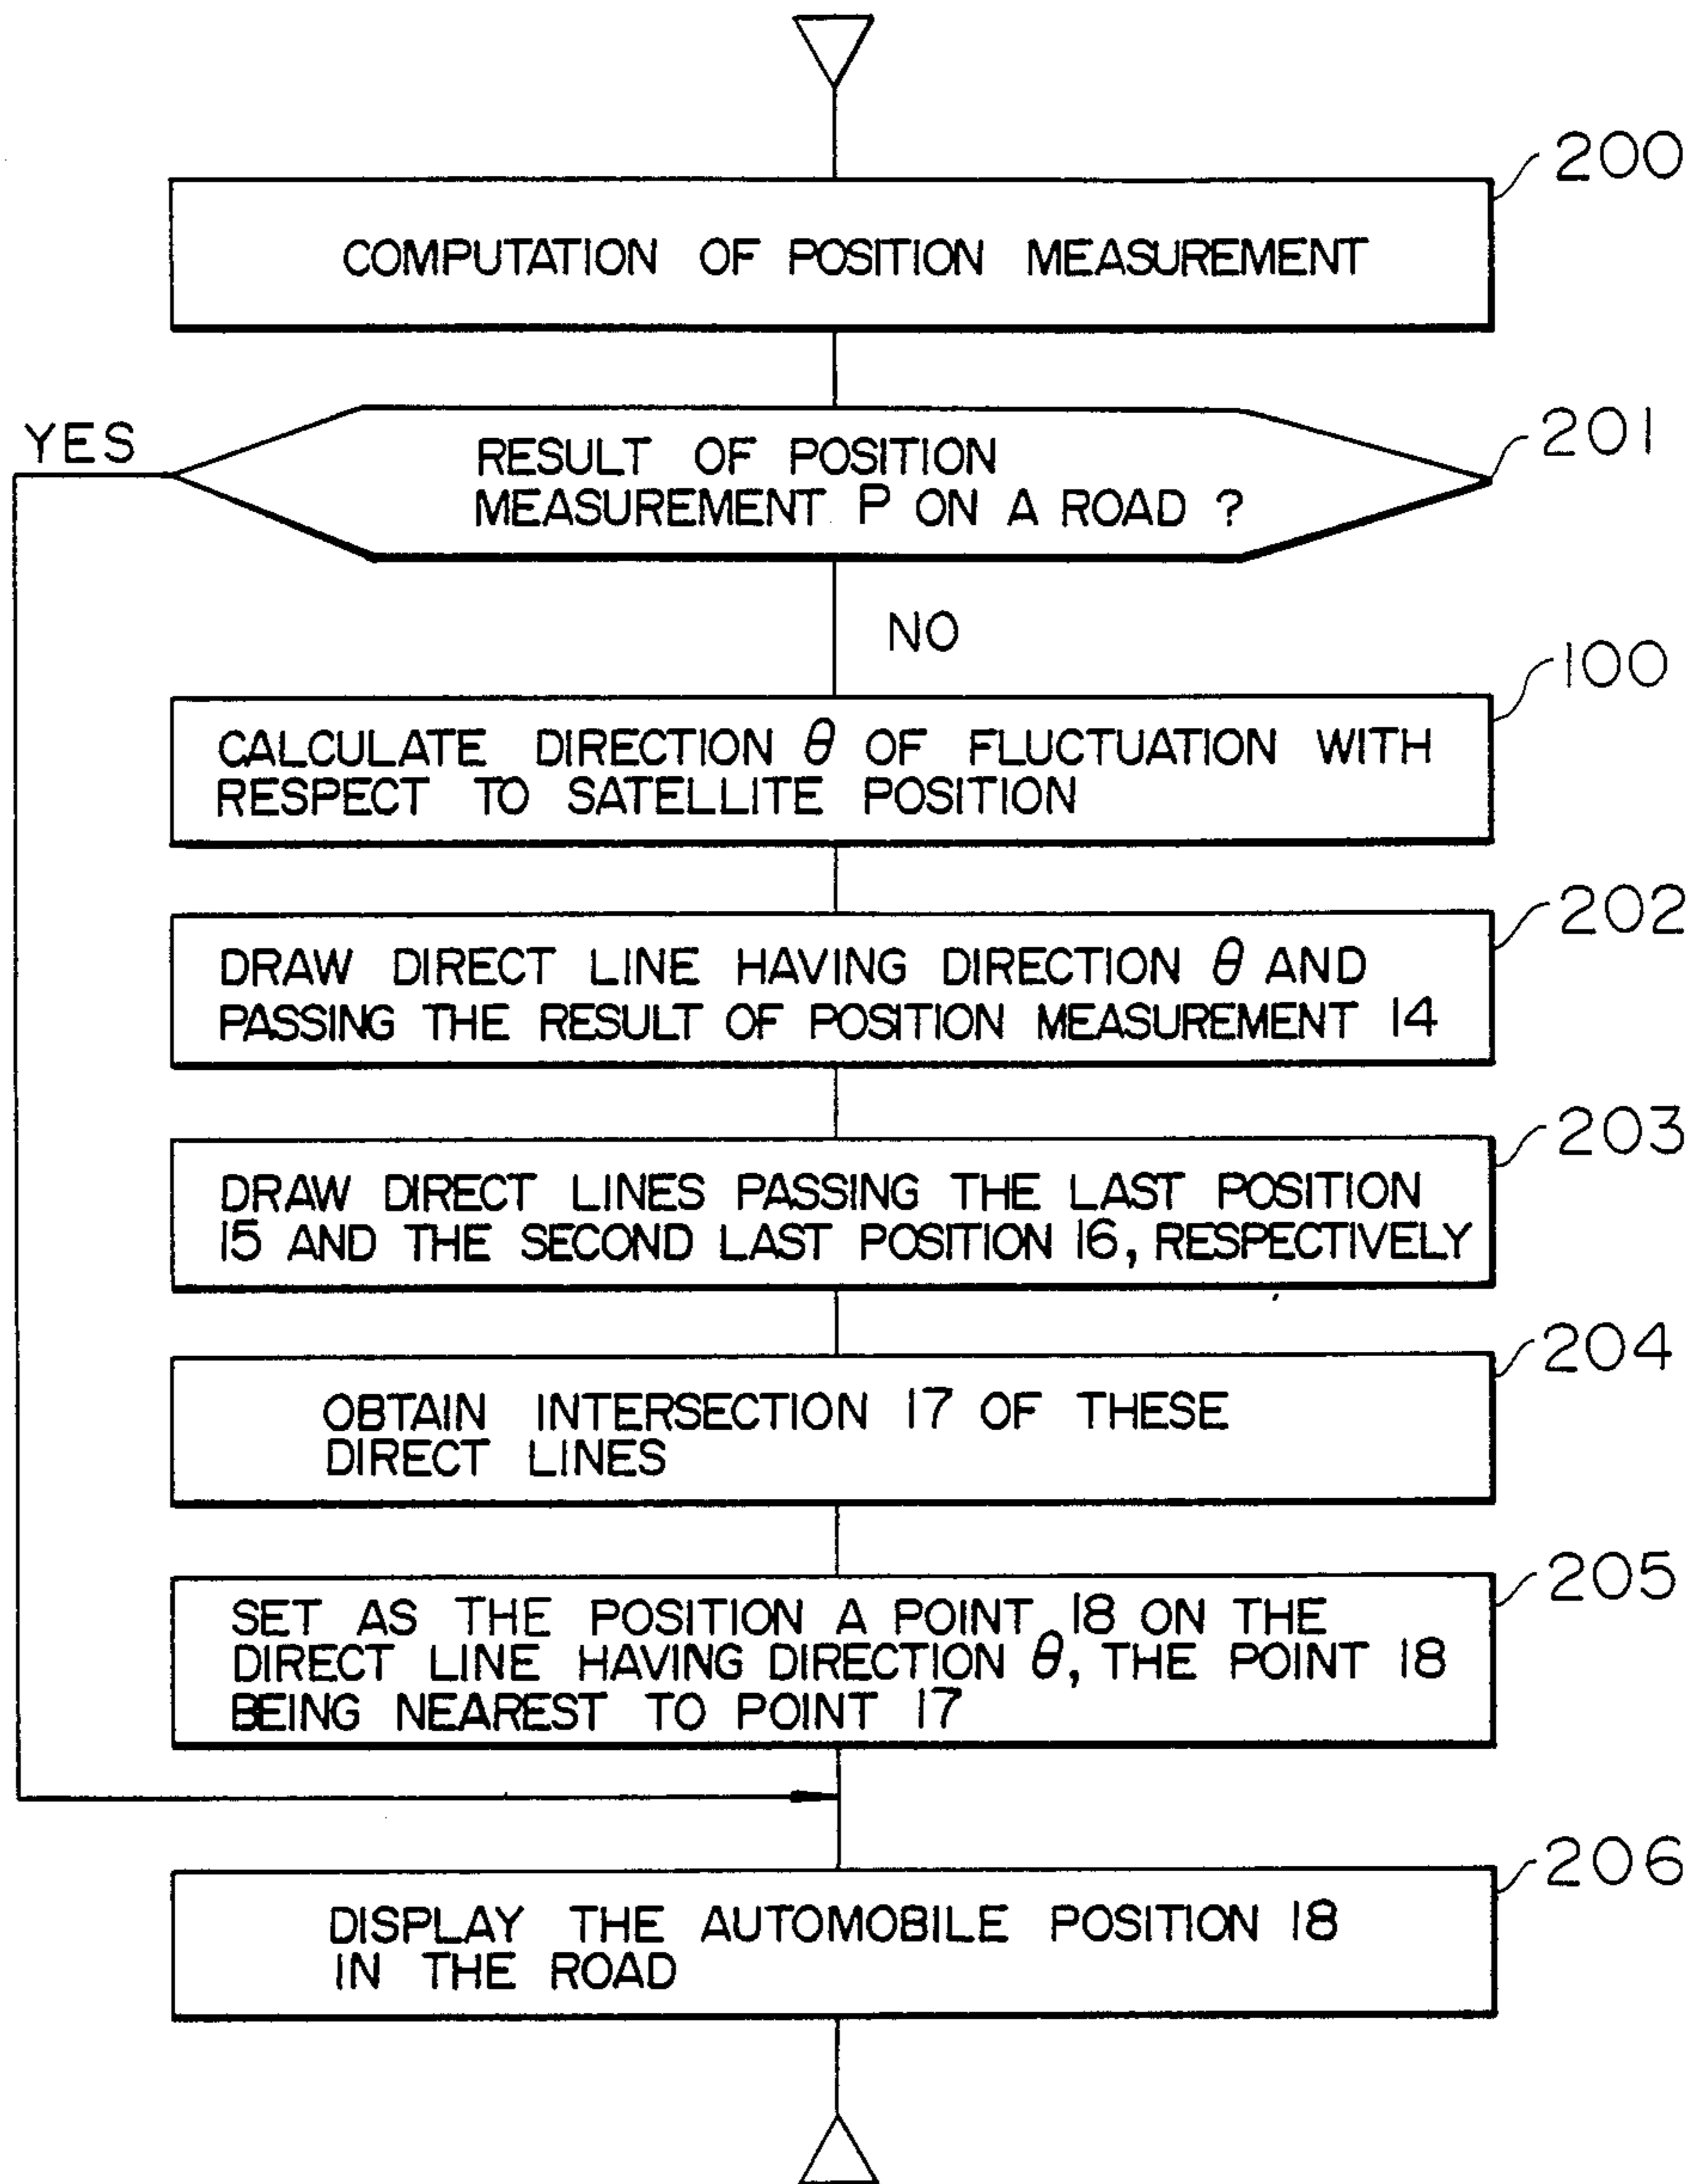 200
COMPUTATION OF POSITION MEASUREMENT
YES
201
RESULT OF POSITION
MEASUREMENT P ON A ROAD ?
NO
100
CALCULATE DIRECTION θ OF FLUCTUATION WITH
RESPECT TO SATELLITE POSITION
202
DRAW DIRECT LINE HAVING DIRECTION θ AND
PASSING THE RESULT OF POSITION MEASUREMENT 14
203
DRAW DIRECT LINES PASSING THE LAST POSITION
15 AND THE SECOND LAST POSITION 16, RESPECTIVELY
204
OBTAIN INTERSECTION 17 OF THESE
DIRECT LINES
205
SET AS THE POSITION A POINT 18 ON THE
DIRECT LINE HAVING DIRECTION θ, THE POINT 18
BEING NEAREST TO POINT 17
206
DISPLAY THE AUTOMOBILE POSITION 18
IN THE ROAD